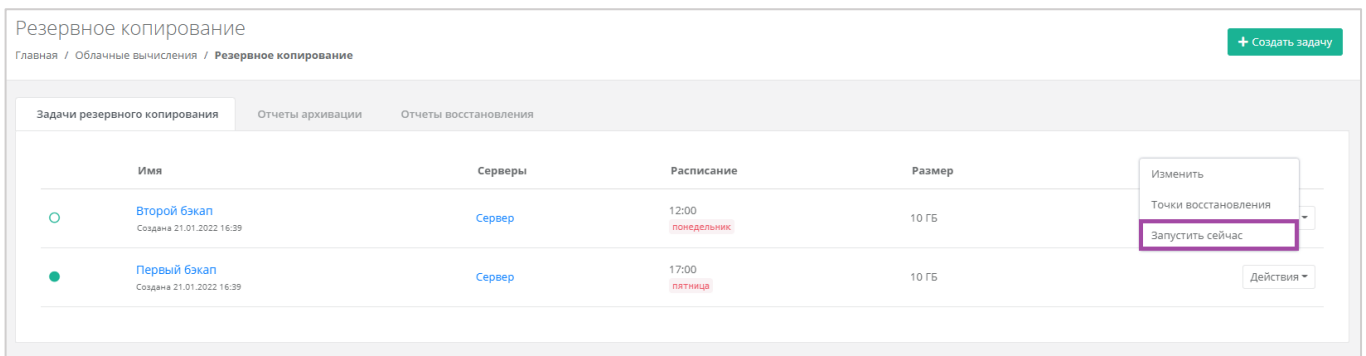 Резервное копирование
Главная / Облачные вычисления / Резервное копирование
+ Создать задачу
Задачи резервного копирования Отчеты архивации Отчеты восстановления
Имя Серверы Расписание Размер
Изменить
Точки восстановления
Запустить сейчас
Второй бэкап Сервер 12:00 10 ГБ
Создана 21.01.2022 16:39 понедельник
Первый бэкап Сервер 17:00 10 ГБ Действия
Создана 21.01.2022 16:39 пятница